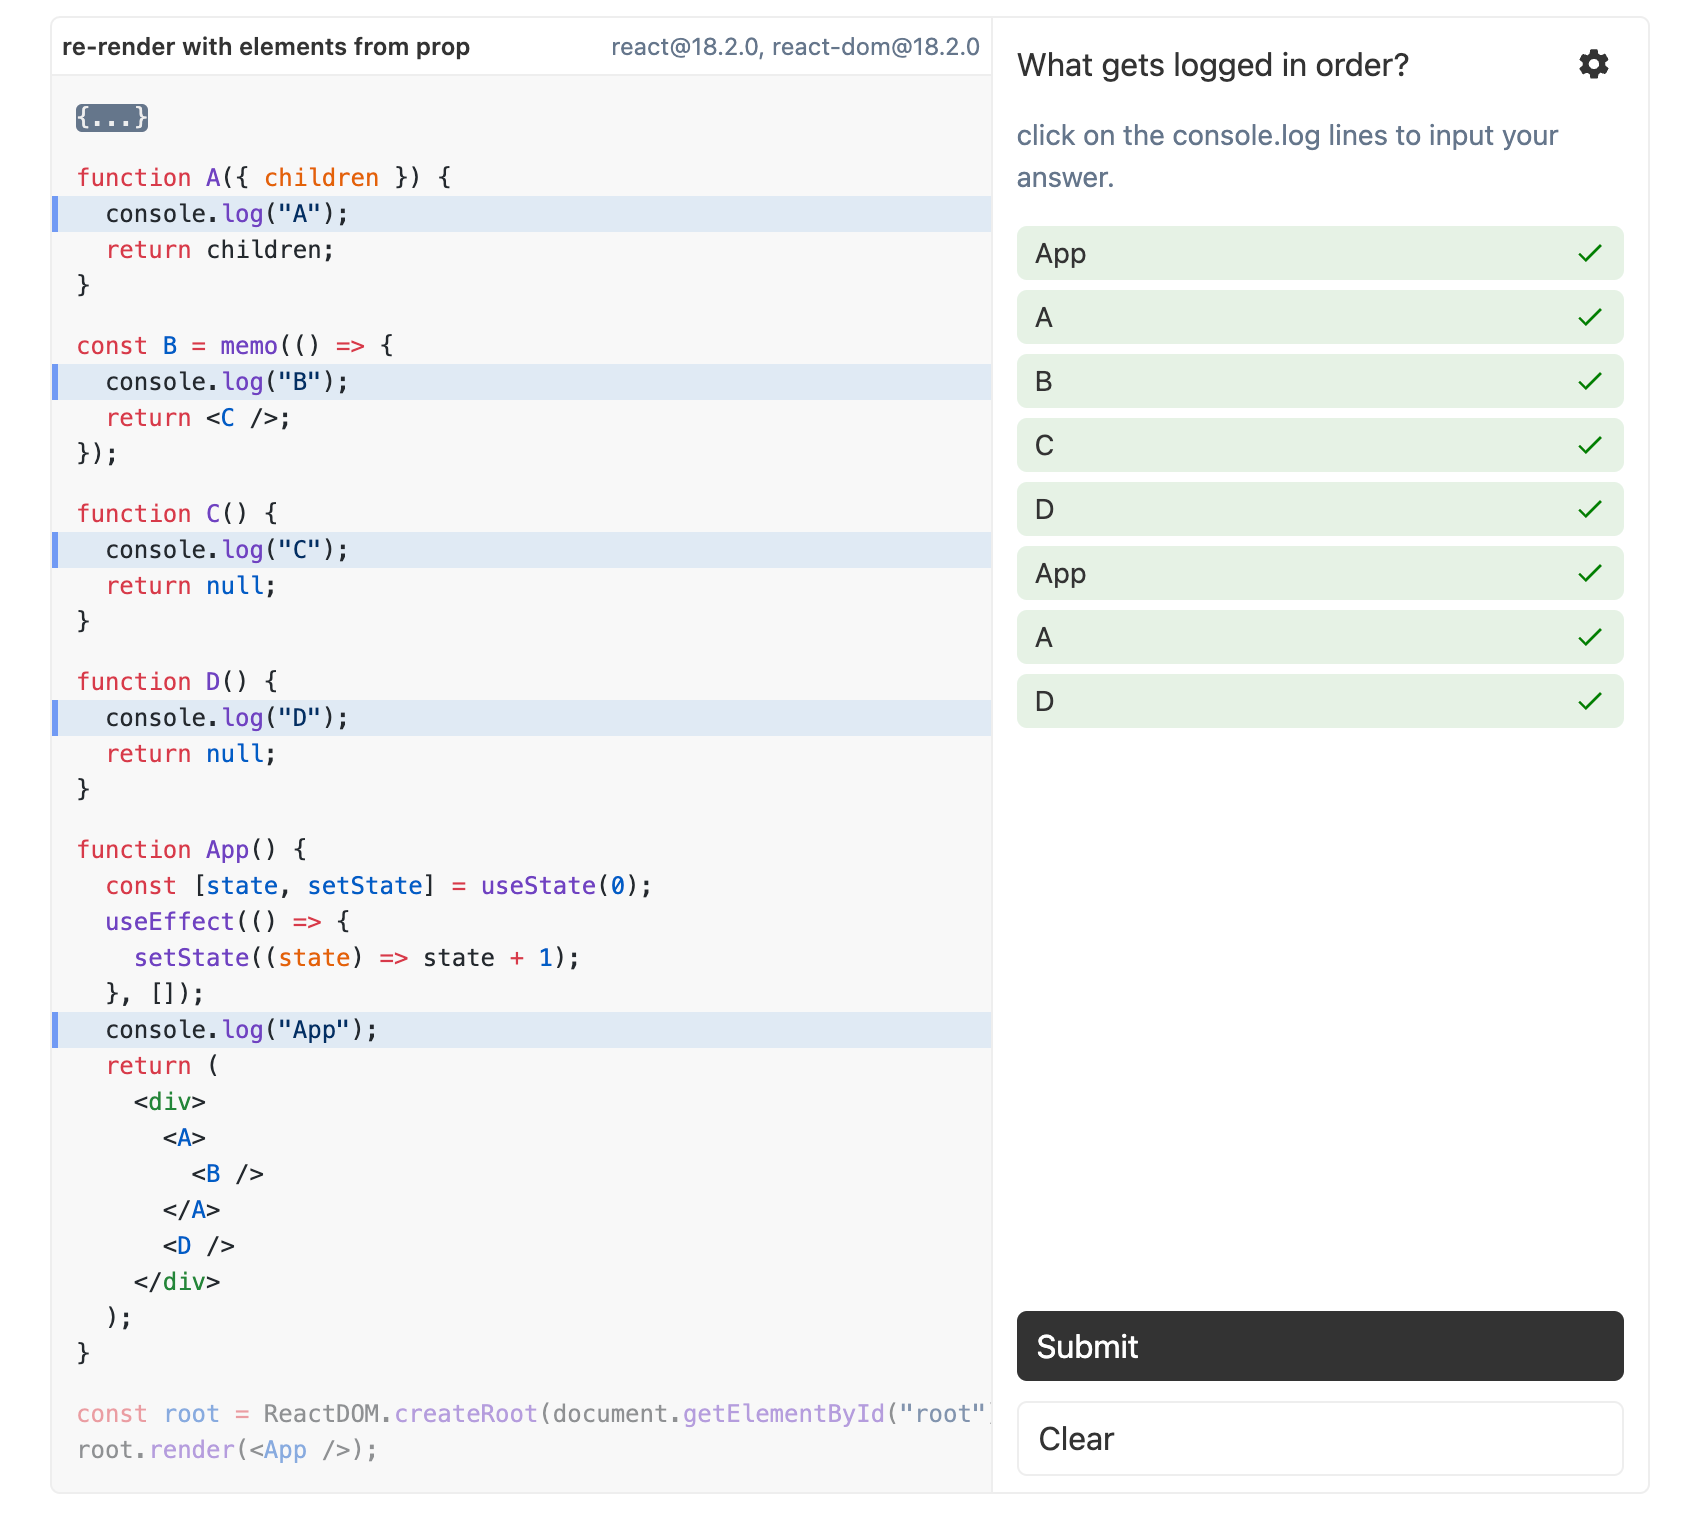 re-render with elements from prop
react@18.2.0, react-dom@18.2.0
{...}
function A({ children }) {
  console.log("A");
  return children;
}
const B = memo(() => {
  console.log("B");
  return <C />;
});
function C() {
  console.log("C");
  return null;
}
function D() {
  console.log("D");
  return null;
}
function App() {
  const [state, setState] = useState(0);
  useEffect(() => {
    setState((state) => state + 1);
  }, []);
  console.log("App");
  return (
    <div>
      <A>
        <B />
      </A>
      <D />
    </div>
  );
}
const root = ReactDOM.createRoot(document.getElementById("root")
root.render(<App />);
What gets logged in order?
click on the console.log lines to input your
answer.
App
A
B
C
D
App
A
D
Submit
Clear